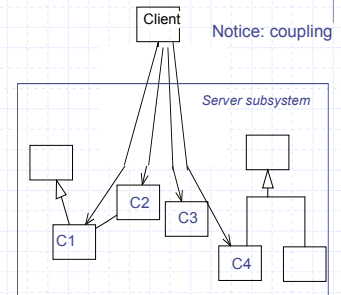 Client
Notice: coupling
Server subsystem
C2
C3
C1
C4